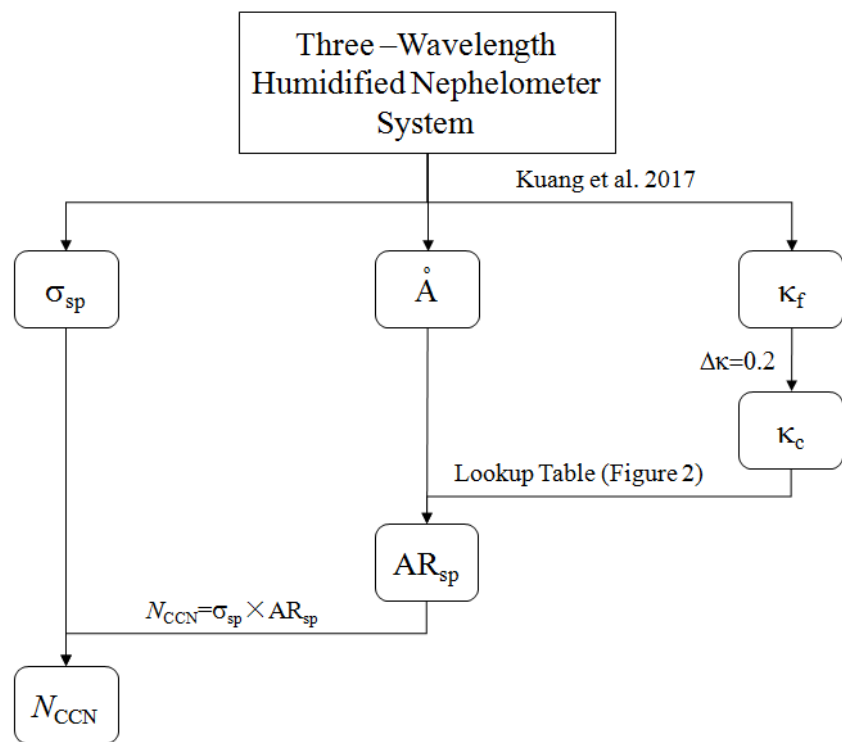 Three –Wavelength
Humidified Nephelometer
System
Kuang et al. 2017
σsp
Å
κf
Δκ=0.2
κc
Lookup Table (Figure 2)
ARsp
NCCN=σsp×ARsp
NCCN